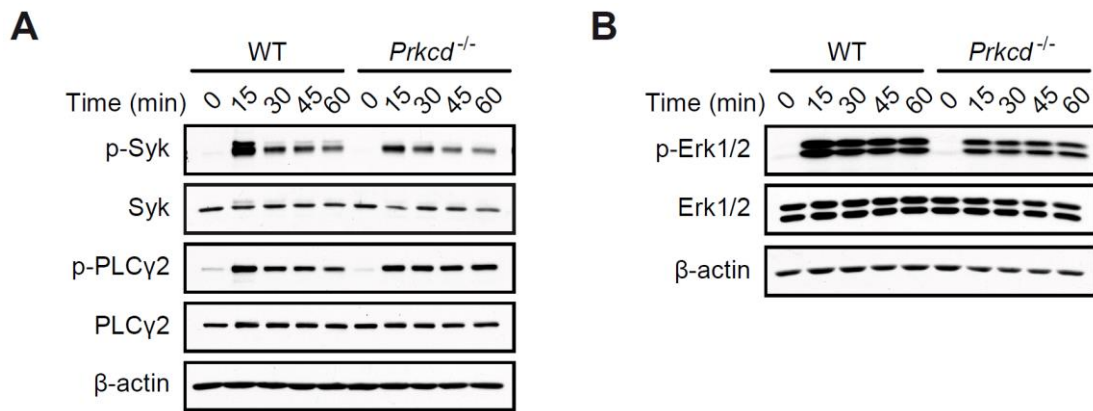 A
WT Prkcd-/-
Time (min) 0 15 30 45 60 0 15 30 45 60
p-Syk
Syk
p-PLCγ2
PLCγ2
β-actin
B
WT Prkcd-/-
Time (min) 0 15 30 45 60 0 15 30 45 60
p-Erk1/2
Erk1/2
β-actin